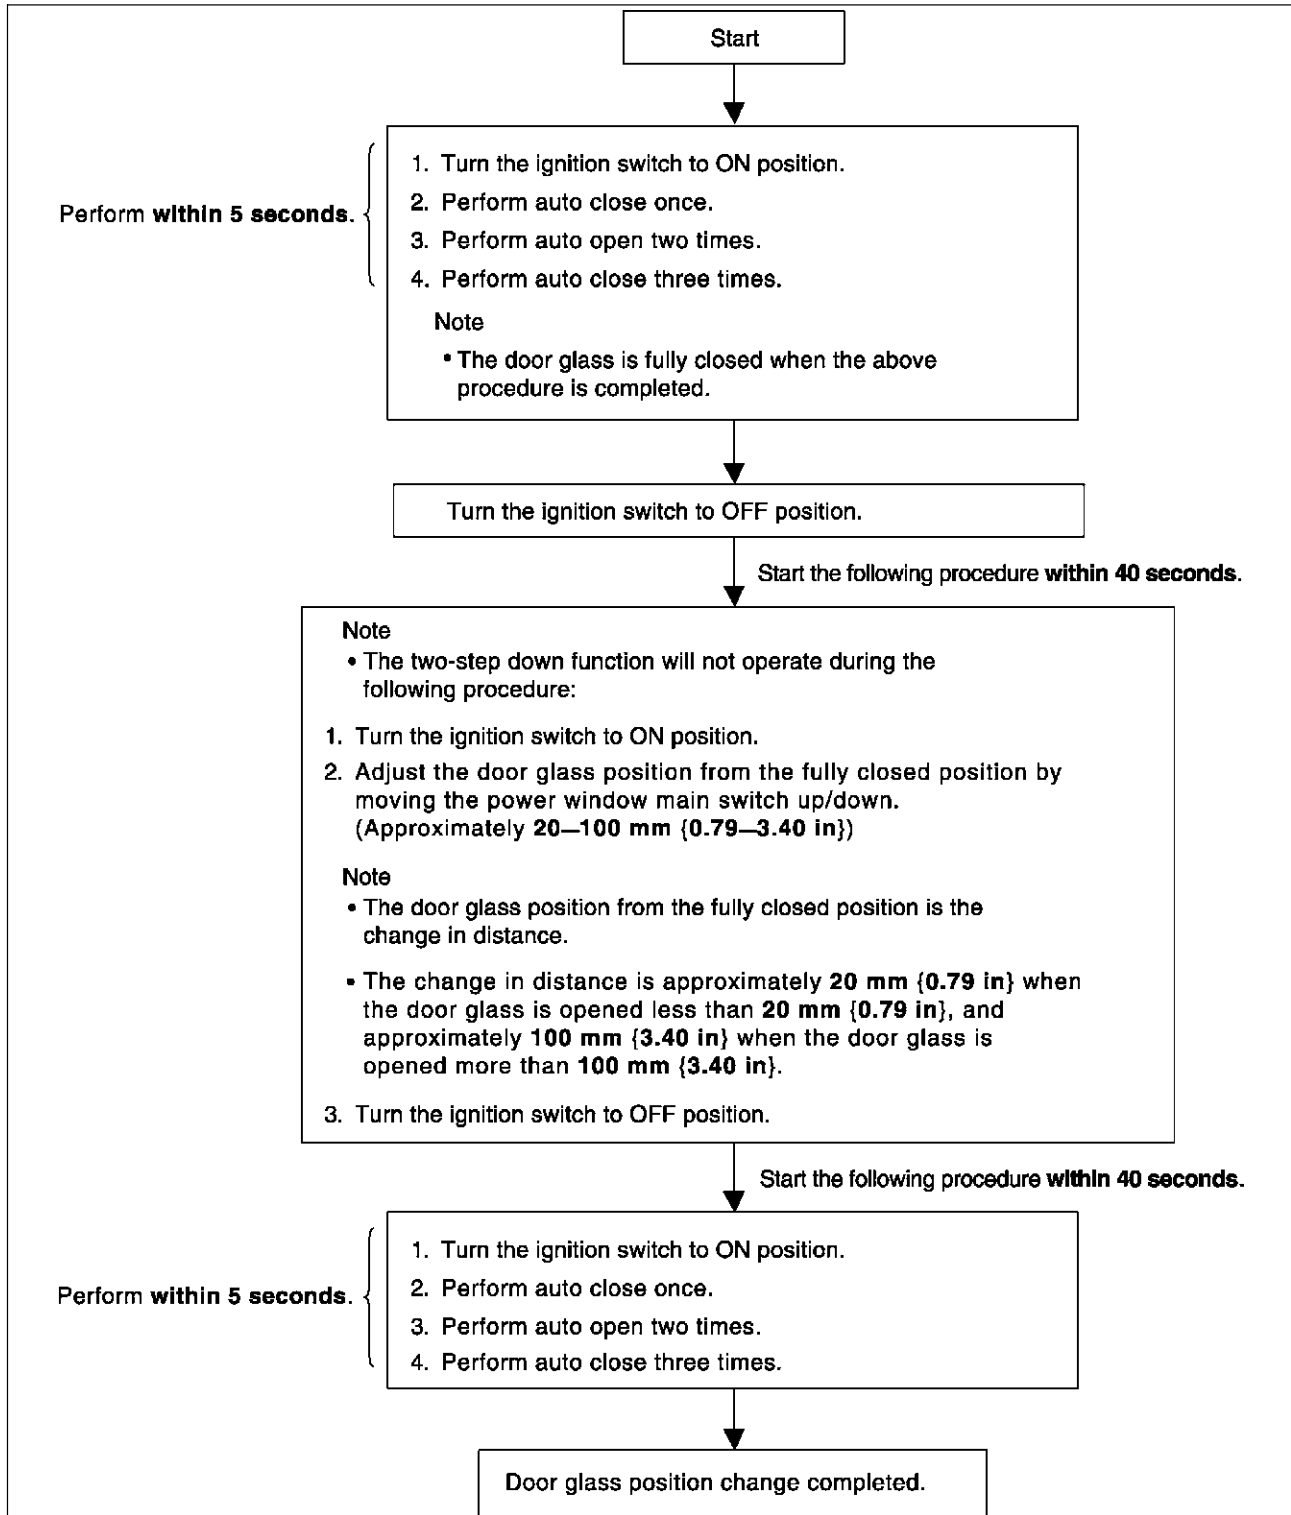 Start
Perform within 5 seconds.
1. Turn the ignition switch to ON position.
2. Perform auto close once.
3. Perform auto open two times.
4. Perform auto close three times.
Note
• The door glass is fully closed when the above
procedure is completed.
Turn the ignition switch to OFF position.
Start the following procedure within 40 seconds.
Note
• The two-step down function will not operate during the
following procedure:
1. Turn the ignition switch to ON position.
2. Adjust the door glass position from the fully closed position by
moving the power window main switch up/down.
(Approximately 20—100 mm {0.79—3.40 in})
Note
• The door glass position from the fully closed position is the
change in distance.
• The change in distance is approximately 20 mm {0.79 in} when
the door glass is opened less than 20 mm {0.79 in}, and
approximately 100 mm {3.40 in} when the door glass is
opened more than 100 mm {3.40 in}.
3. Turn the ignition switch to OFF position.
Start the following procedure within 40 seconds.
Perform within 5 seconds.
1. Turn the ignition switch to ON position.
2. Perform auto close once.
3. Perform auto open two times.
4. Perform auto close three times.
Door glass position change completed.